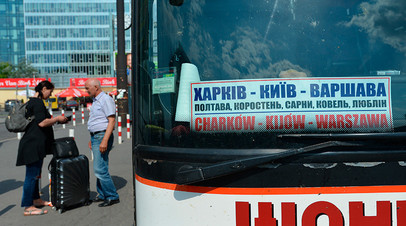 ХАРКІВ - КИЇВ - ВАРШАВА
ПОЛТАВА, КОРОСТЕНЬ, САРНИ, КОВЕЛЬ, ЛЮБЛІН
CHARKÓW - KIJÓW - WARSZAWA